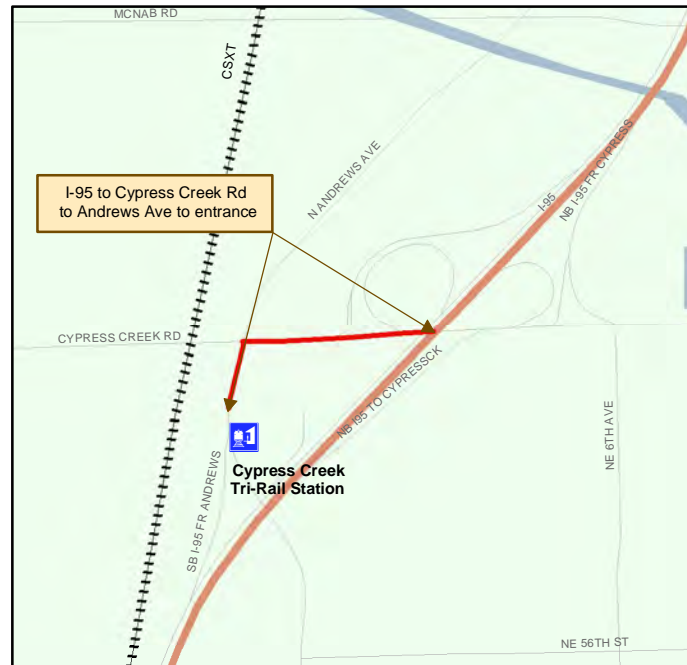 MCNAB RD
CSXT
N ANDREWS AVE
I-95
NB I-95 FR CYPRESS
I-95 to Cypress Creek Rd
to Andrews Ave to entrance
CYPRESS CREEK RD
NB I95 TO CYPRESSCK
NE 6TH AVE
Cypress Creek
Tri-Rail Station
SB I-95 FR ANDREWS
NE 56TH ST